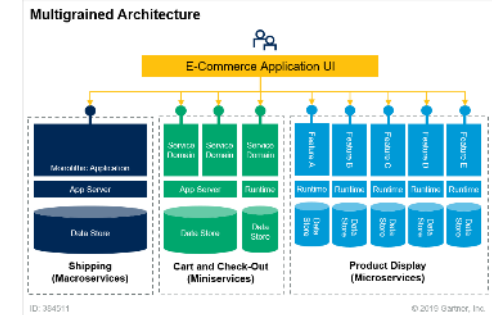 Multigrained Architecture
E-Commerce Application UI
Monolithic Application
App Server
Data Store
Shipping
(Macroservices)
Service
Domain
Service
Domain
Service
Domain
App Server
Runtime
Data Store
Data
Store
Cart and Check-Out
(Miniservices)
Feature A
Feature B
Feature C
Feature D
Feature E
Runtime
Runtime
Runtime
Runtime
Runtime
Data
Store
Data
Store
Data
Store
Data
Store
Data
Store
Product Display
(Microservices)
ID: 384511
© 2019 Gartner, Inc.